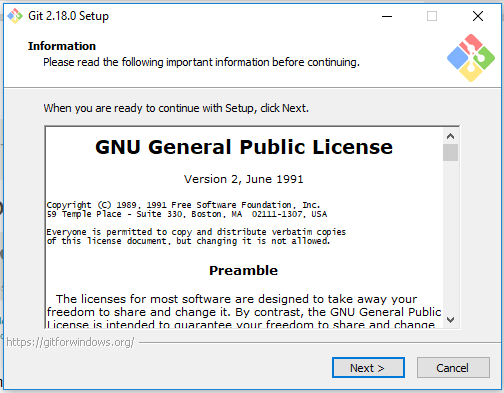 Git 2.18.0 Setup
Information
Please read the following important information before continuing.
When you are ready to continue with Setup, click Next.
GNU General Public License
Version 2, June 1991
Copyright (C) 1989, 1991 Free Software Foundation, Inc.
59 Temple Place - Suite 330, Boston, MA  02111-1307, USA
Everyone is permitted to copy and distribute verbatim copies
of this license document, but changing it is not allowed.
Preamble
The licenses for most software are designed to take away your
freedom to share and change it. By contrast, the GNU General Public
License is intended to guarantee your freedom to share and change
https://gitforwindows.org/
Next >
Cancel